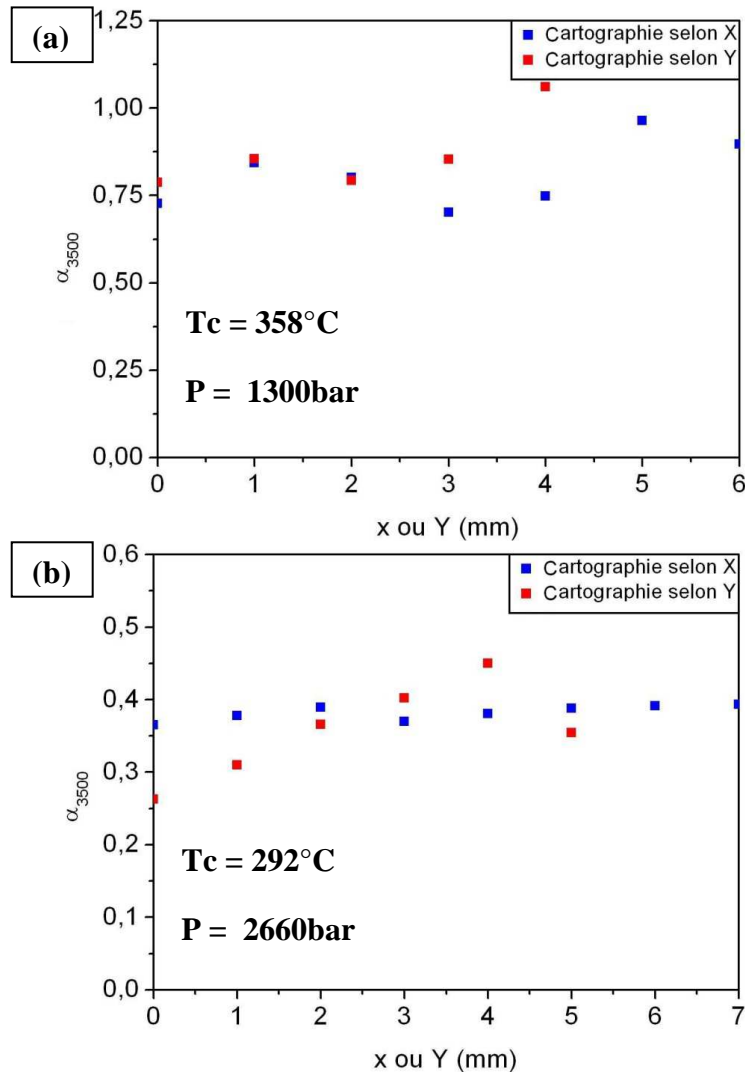 (a)
1,25
1,00
0,75
0,50
0,25
0,00
α3500
Cartographie selon X
Cartographie selon Y
Tc = 358°C
P = 1300bar
0 1 2 3 4 5 6
x ou Y (mm)
(b)
0,6
0,5
0,4
0,3
0,2
0,1
0,0
α3500
Cartographie selon X
Cartographie selon Y
Tc = 292°C
P = 2660bar
0 1 2 3 4 5 6 7
x ou Y (mm)